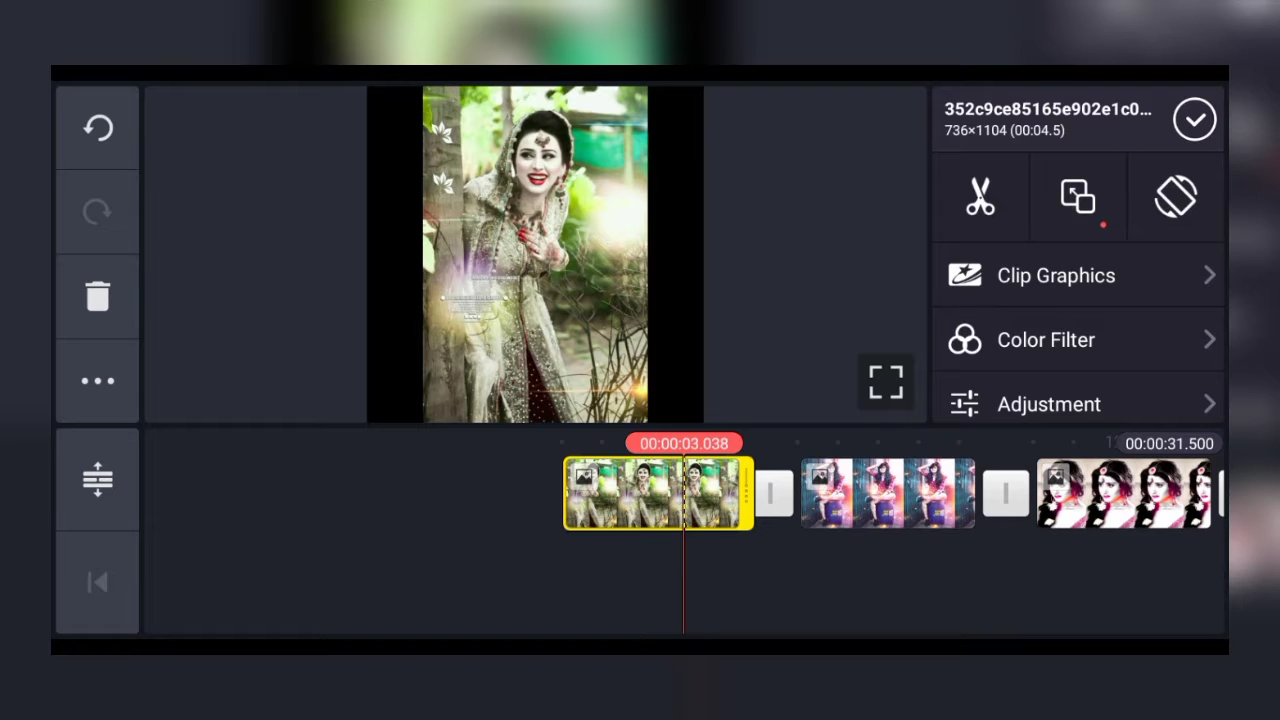 352c9ce85165e902e1c0...
736×1104 (00:04.5)
Clip Graphics
Color Filter
Adjustment
00:00:03.038
00:00:31.500